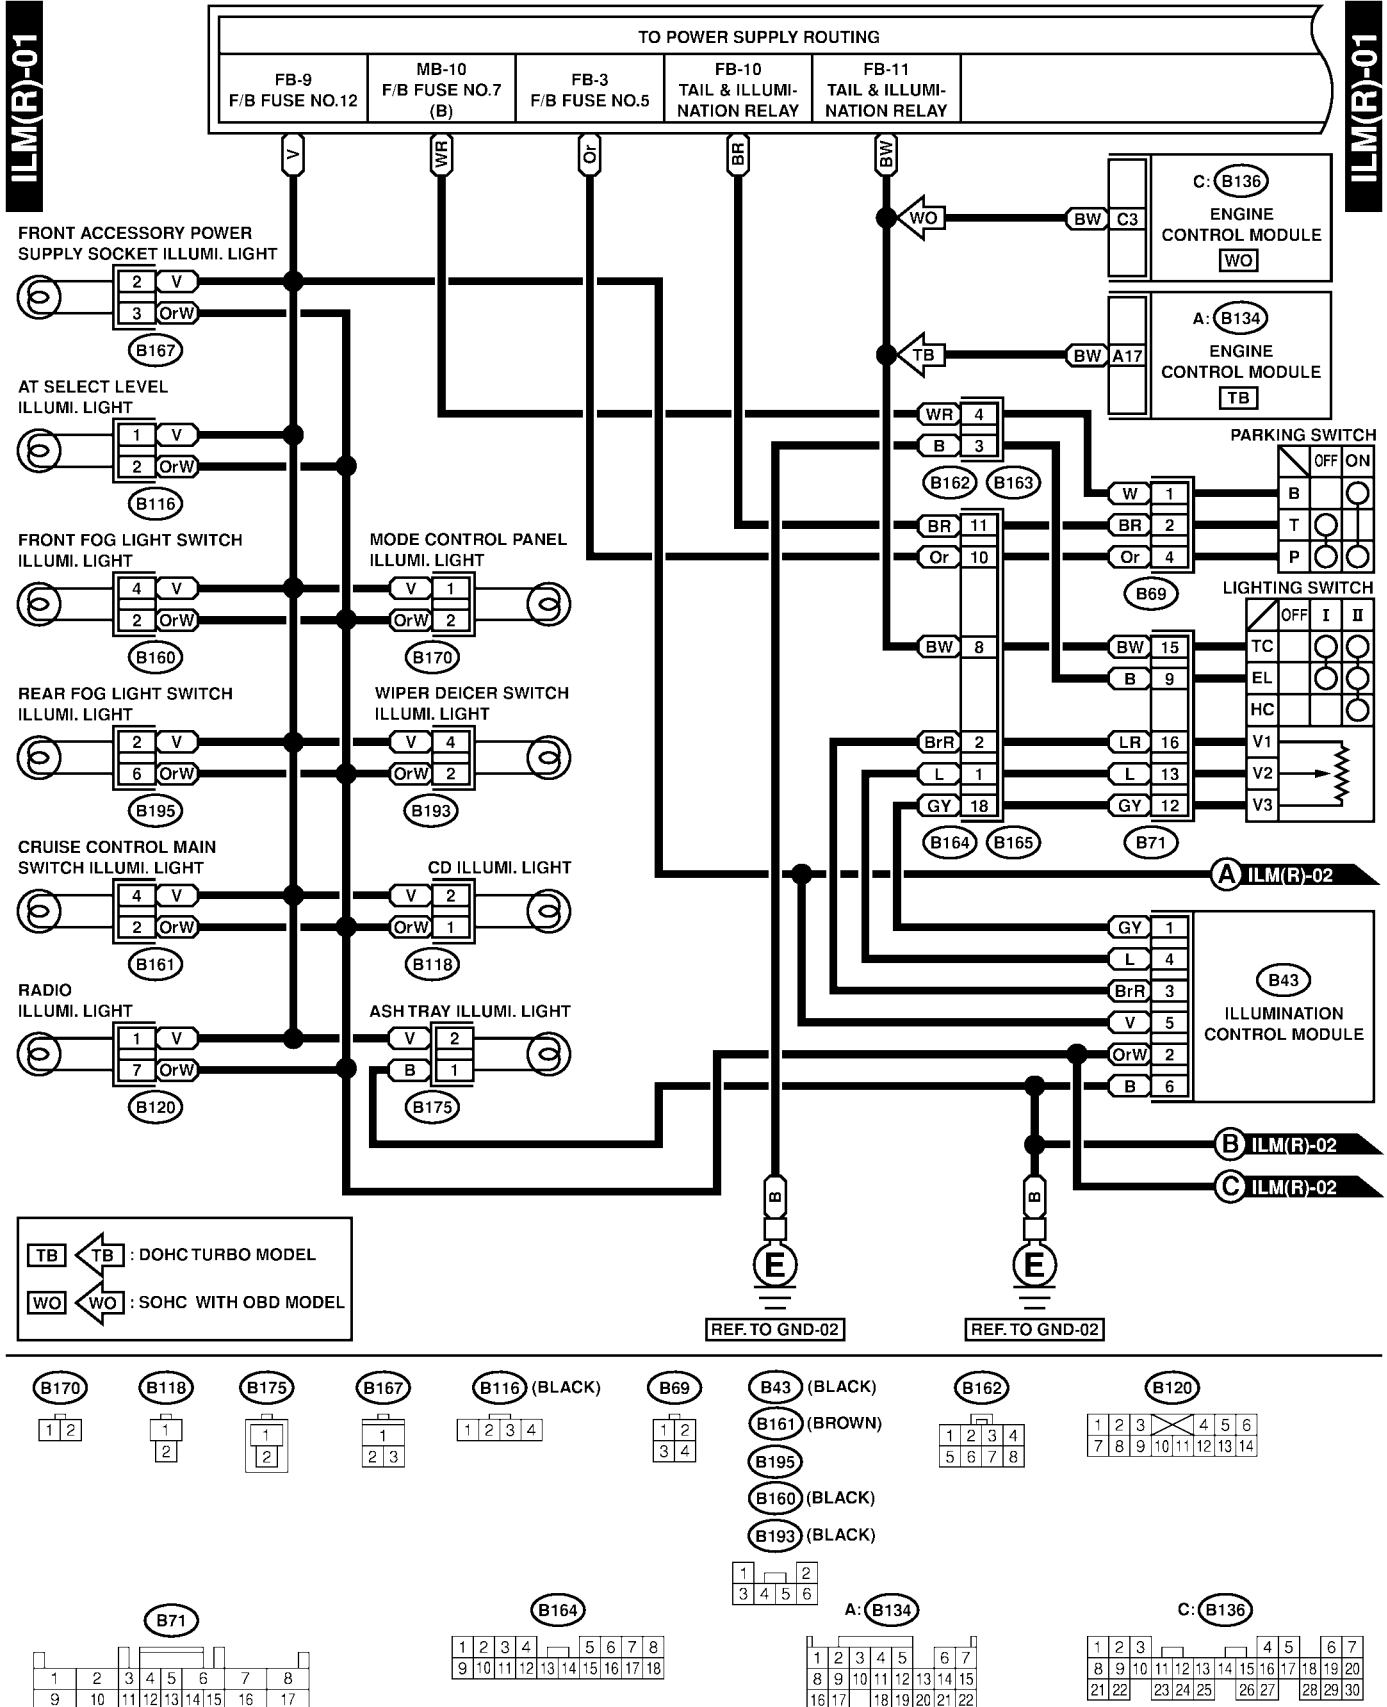 ILM(R)-01
ILM(R)-01
TO POWER SUPPLY ROUTING
FB-9
F/B FUSE NO.12
MB-10
F/B FUSE NO.7
(B)
FB-3
F/B FUSE NO.5
FB-10
TAIL & ILLUMI-
NATION RELAY
FB-11
TAIL & ILLUMI-
NATION RELAY
V
WR
Or
BR
BW
WO
BW C3
C: B136
ENGINE
CONTROL MODULE
WO
TB
BW A17
A: B134
ENGINE
CONTROL MODULE
TB
FRONT ACCESSORY POWER
SUPPLY SOCKET ILLUMI. LIGHT
2 V
3 OrW
B167
AT SELECT LEVEL
ILLUMI. LIGHT
1 V
2 OrW
B116
FRONT FOG LIGHT SWITCH
ILLUMI. LIGHT
4 V
2 OrW
B160
MODE CONTROL PANEL
ILLUMI. LIGHT
V 1
OrW 2
B170
REAR FOG LIGHT SWITCH
ILLUMI. LIGHT
2 V
6 OrW
B195
WIPER DEICER SWITCH
ILLUMI. LIGHT
V 4
OrW 2
B193
CRUISE CONTROL MAIN
SWITCH ILLUMI. LIGHT
4 V
2 OrW
B161
CD ILLUMI. LIGHT
V 2
OrW 1
B118
RADIO
ILLUMI. LIGHT
1 V
7 OrW
B120
ASH TRAY ILLUMI. LIGHT
V 2
B 1
B175
WR 4
B 3
B162 B163
BR 11
Or 10
BW 8
BrR 2
L 1
GY 18
B164 B165
PARKING SWITCH
OFF ON
W 1 B
BR 2 T
Or 4 P
B69
LIGHTING SWITCH
OFF I II
BW 15 TC
B 9 EL
HC
LR 16 V1
L 13 V2
GY 12 V3
B71
A ILM(R)-02
GY 1
L 4
BrR 3
V 5
OrW 2
B 6
B43
ILLUMINATION
CONTROL MODULE
B ILM(R)-02
C ILM(R)-02
B
B
E
E
REF. TO GND-02
REF. TO GND-02
TB TB : DOHC TURBO MODEL
WO WO : SOHC WITH OBD MODEL
B170
1 2
B118
1
2
B175
1
2
B167
1
2 3
B116 (BLACK)
1 2 3 4
B69
1 2
3 4
B43 (BLACK)
B161 (BROWN)
B195
B160 (BLACK)
B193 (BLACK)
1 2
3 4 5 6
B162
1 2 3 4
5 6 7 8
B120
1 2 3 4 5 6
7 8 9 10 11 12 13 14
B71
1 2 3 4 5 6 7 8
9 10 11 12 13 14 15 16 17
B164
1 2 3 4 5 6 7 8
9 10 11 12 13 14 15 16 17 18
A: B134
1 2 3 4 5 6 7
8 9 10 11 12 13 14 15
16 17 18 19 20 21 22
C: B136
1 2 3 4 5 6 7
8 9 10 11 12 13 14 15 16 17 18 19 20
21 22 23 24 25 26 27 28 29 30